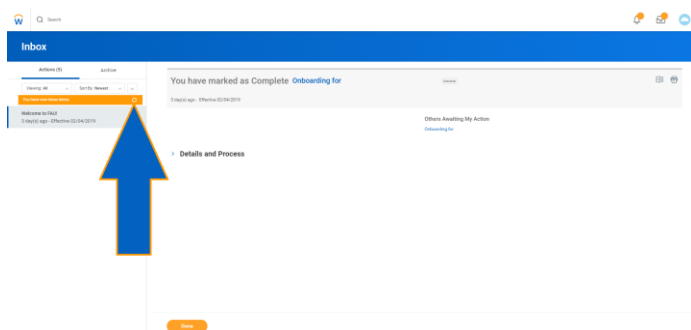 W
Search
Inbox
Actions (5) Archive
Viewing: All Sort By: Newest
You have new inbox items.
Welcome to FAU!
3 day(s) ago - Effective 02/04/2019
You have marked as Complete Onboarding for
3 day(s) ago - Effective 02/04/2019
Others Awaiting My Action
Onboarding for
Details and Process
Done